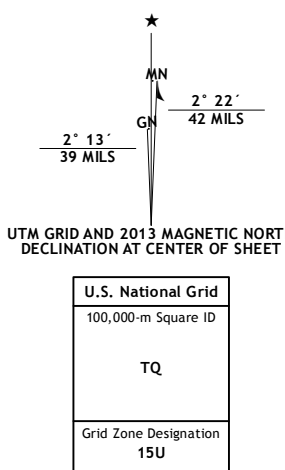 ★
MN
GN
2° 22´
42 MILS
2° 13´
39 MILS
UTM GRID AND 2013 MAGNETIC NORT
DECLINATION AT CENTER OF SHEET
U.S. National Grid
100,000-m Square ID
TQ
Grid Zone Designation
15U